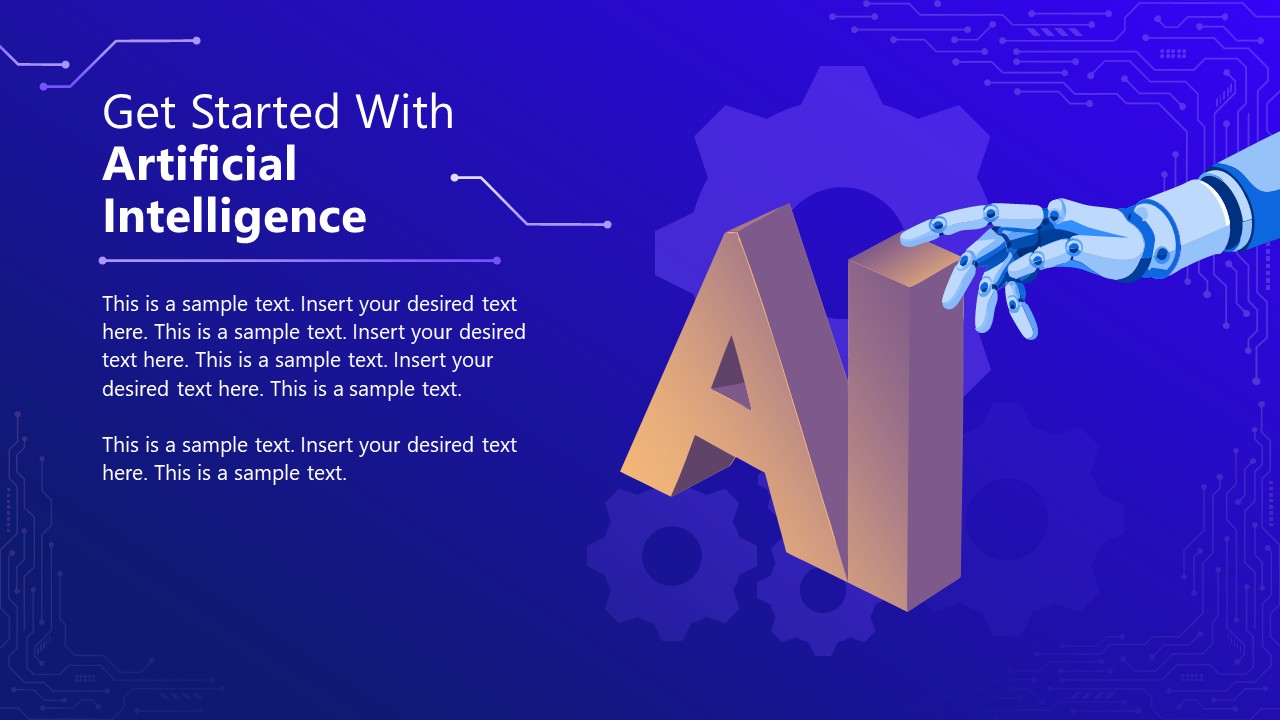 Get Started With
Artificial
Intelligence
This is a sample text. Insert your desired text
here. This is a sample text. Insert your desired
text here. This is a sample text. Insert your
desired text here. This is a sample text.
This is a sample text. Insert your desired text
here. This is a sample text.
AI